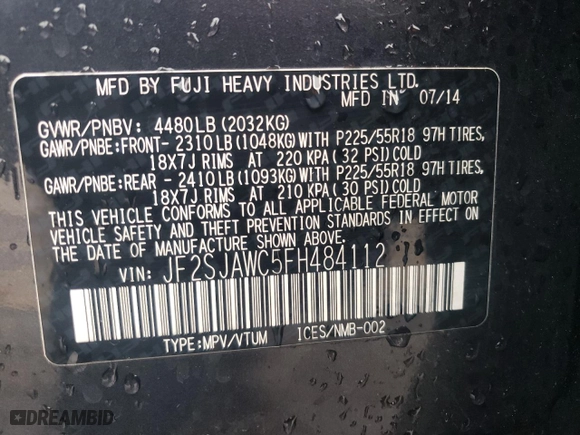 MFD BY FUJI HEAVY INDUSTRIES LTD.
MFD IN 07/14
GVWR/PNBV: 4480LB (2032KG)
GAWR/PNBE:FRONT- 2310LB (1048KG) WITH P225/55R18 97H TIRES,
18X7J RIMS AT 220 KPA (32 PSI) COLD
GAWR/PNBE:REAR - 2410LB (1093KG) WITH P225/55R18 97H TIRES,
18X7J RIMS AT 210 KPA (30 PSI) COLD
THIS VEHICLE CONFORMS TO ALL APPLICABLE FEDERAL MOTOR
VEHICLE SAFETY AND THEFT PREVENTION STANDARDS IN EFFECT ON
THE DATE OF MANUFACTURE SHOWN ABOVE.
VIN: JF2SJAWC5FH484112
TYPE:MPV/VTUM ICES/NMB-002
DREAMBID